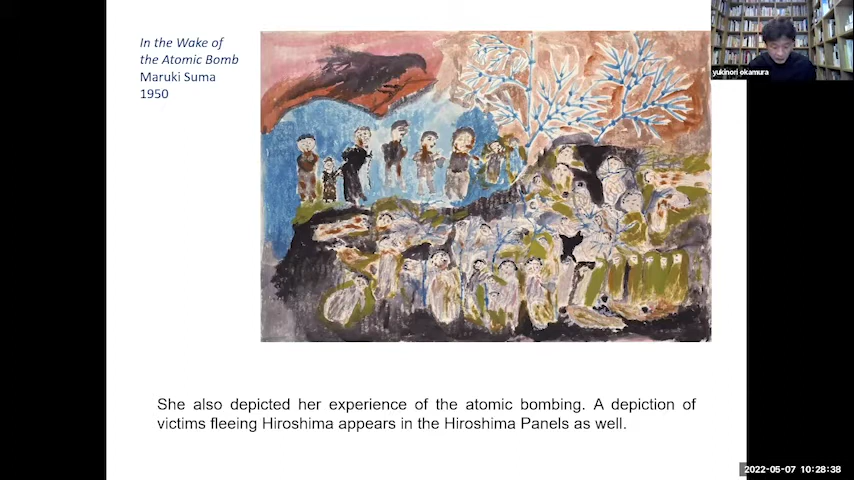 In the Wake of
the Atomic Bomb
Maruki Suma
1950
yukinori okamura
She also depicted her experience of the atomic bombing. A depiction of
victims fleeing Hiroshima appears in the Hiroshima Panels as well.
2022-05-07 10:28:38